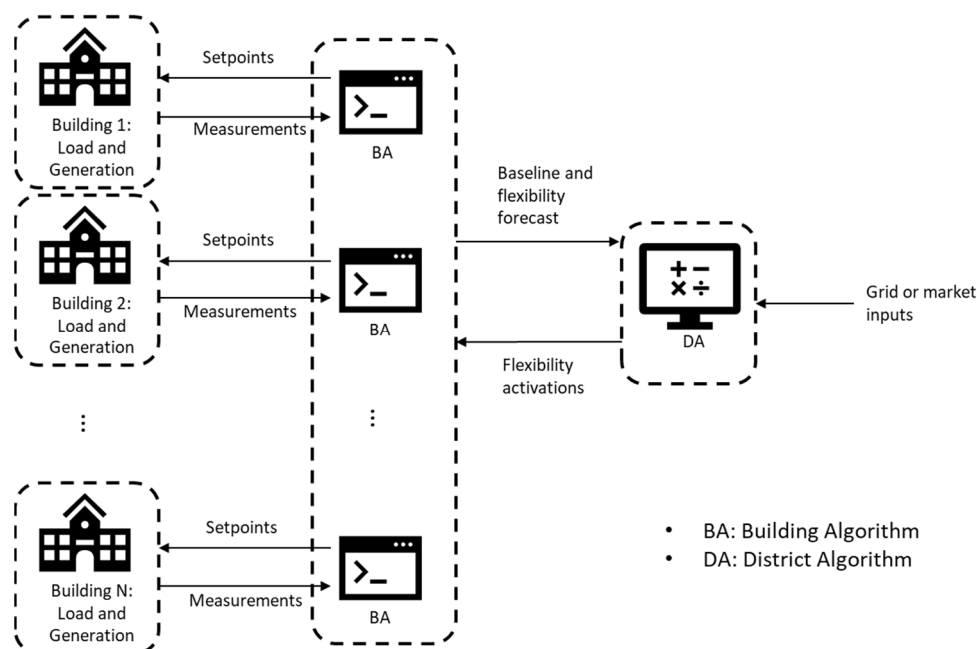 Setpoints
Measurements
Building 1:
Load and
Generation
BA
Setpoints
Measurements
Building 2:
Load and
Generation
BA
Baseline and
flexibility
forecast
Flexibility
activations
DA
Grid or market
inputs
...
...
Setpoints
Measurements
Building N:
Load and
Generation
BA
• BA: Building Algorithm
• DA: District Algorithm